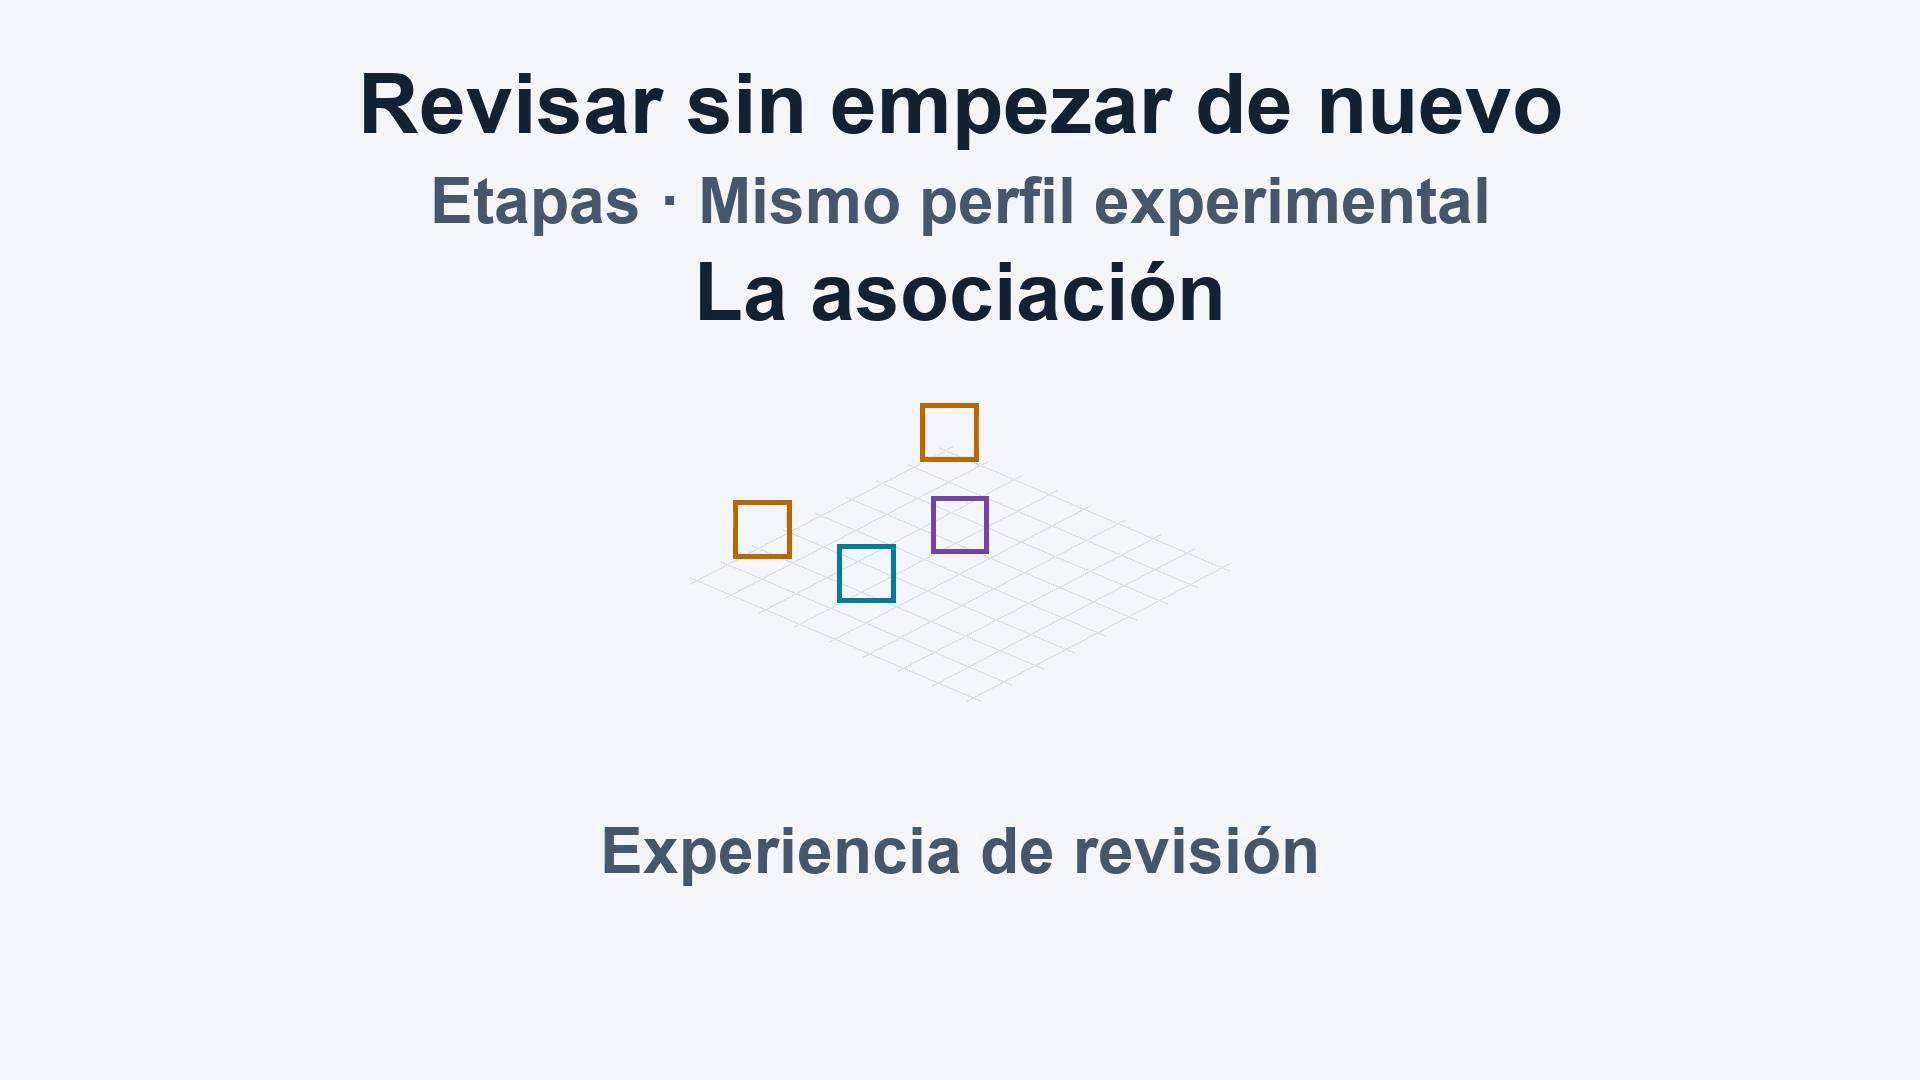 Revisar sin empezar de nuevo
Etapas · Mismo perfil experimental
La asociación
Experiencia de revisión